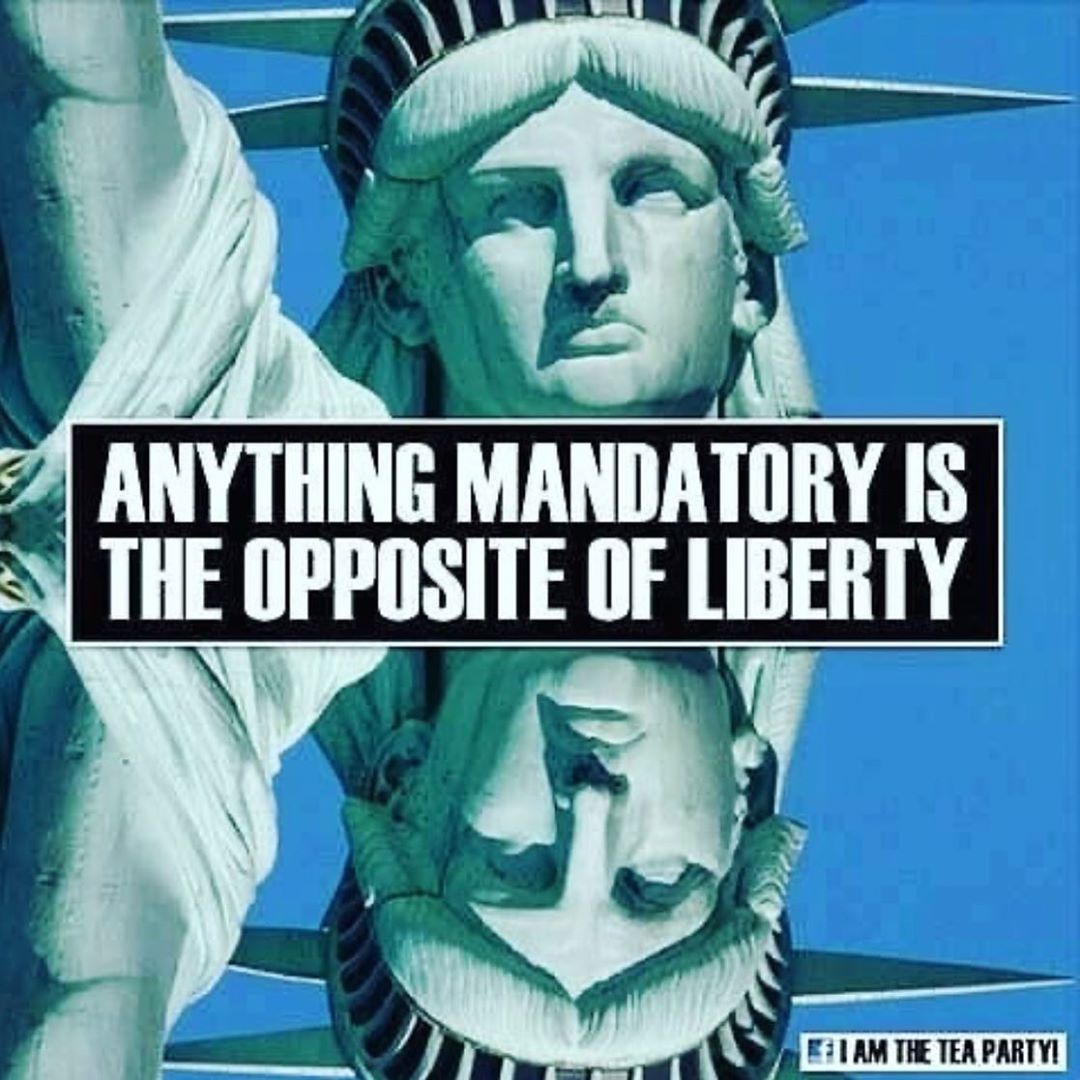 ANYTHING MANDATORY IS
THE OPPOSITE OF LIBERTY
f I AM THE TEA PARTY!